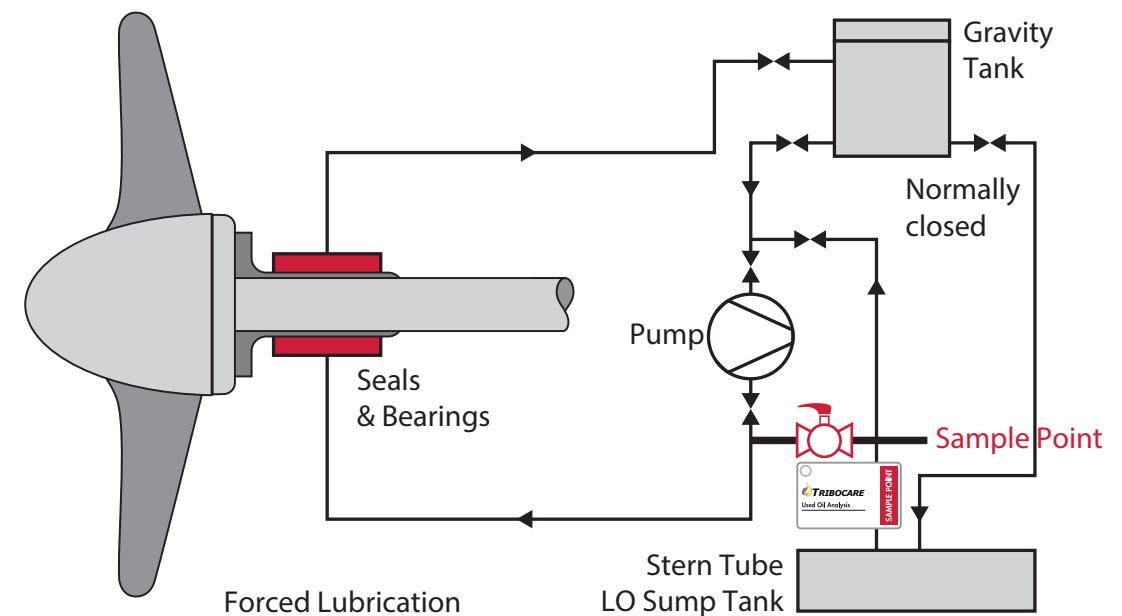 Gravity
Tank
Normally
closed
Pump
Seals
& Bearings
Sample Point
TRIBOCARE
Used Oil Analysis
SAMPLE POINT
Stern Tube
LO Sump Tank
Forced Lubrication